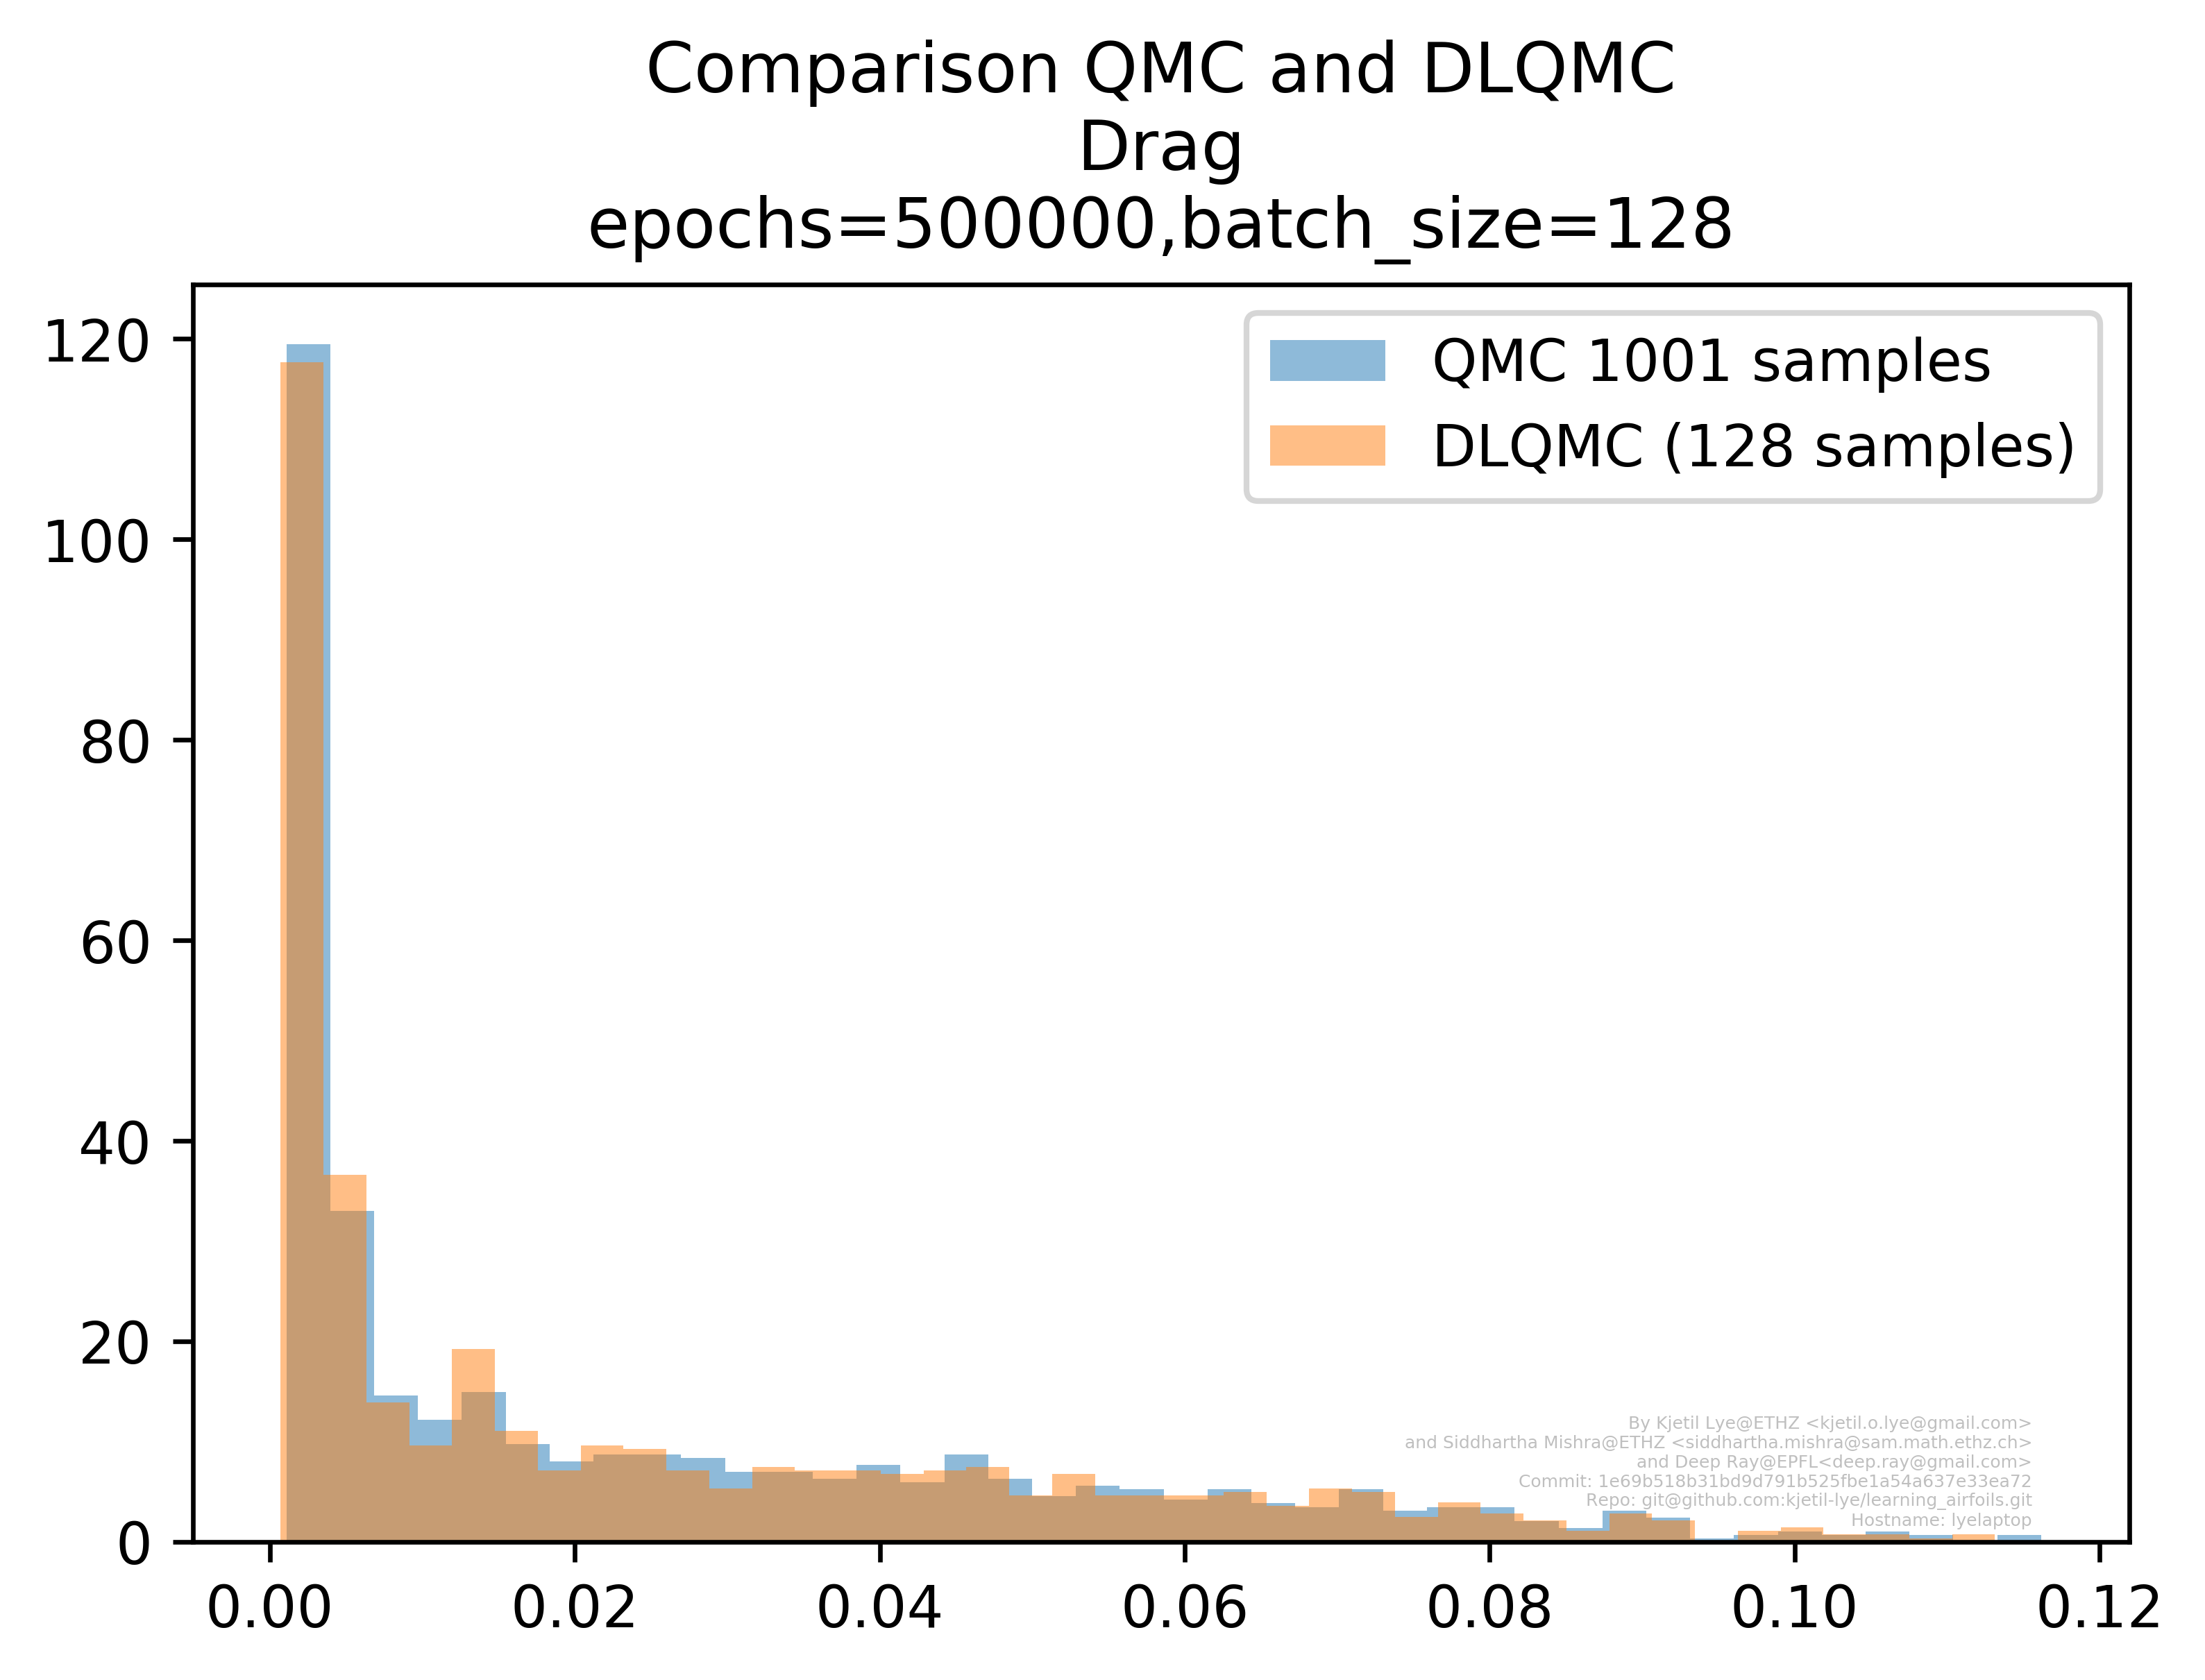 Comparison QMC and DLQMC
Drag
epochs=500000,batch_size=128
120
100
80
60
40
20
0
QMC 1001 samples
DLQMC (128 samples)
By Kjetil Lye@ETHZ <kjetil.o.lye@gmail.com>
and Siddhartha Mishra@ETHZ <siddhartha.mishra@sam.math.ethz.ch>
and Deep Ray@EPFL<deep.ray@gmail.com>
Commit: 1e69b518b31bd9d791b525fbe1a54a637e33ea72
Repo: git@github.com:kjetil-lye/learning_airfoils.git
Hostname: lyelaptop
0.00 0.02 0.04 0.06 0.08 0.10 0.12